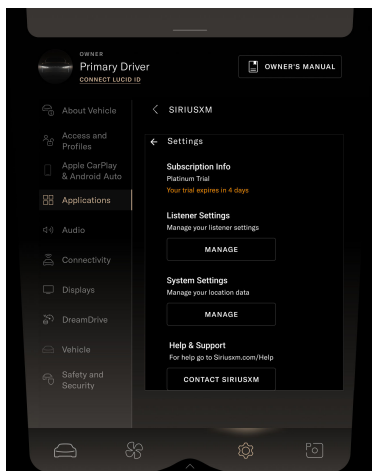 OWNER
Primary Driver
CONNECT LUCID ID
OWNER'S MANUAL
About Vehicle
Access and
Profiles
Apple CarPlay
& Android Auto
Applications
Audio
Connectivity
Displays
DreamDrive
Vehicle
Safety and
Security
SIRIUSXM
Settings
Subscription Info
Platinum Trial
Your trial expires in 4 days
Listener Settings
Manage your listener settings
MANAGE
System Settings
Manage your location data
MANAGE
Help & Support
For help go to Siriusxm.com/Help
CONTACT SIRIUSXM